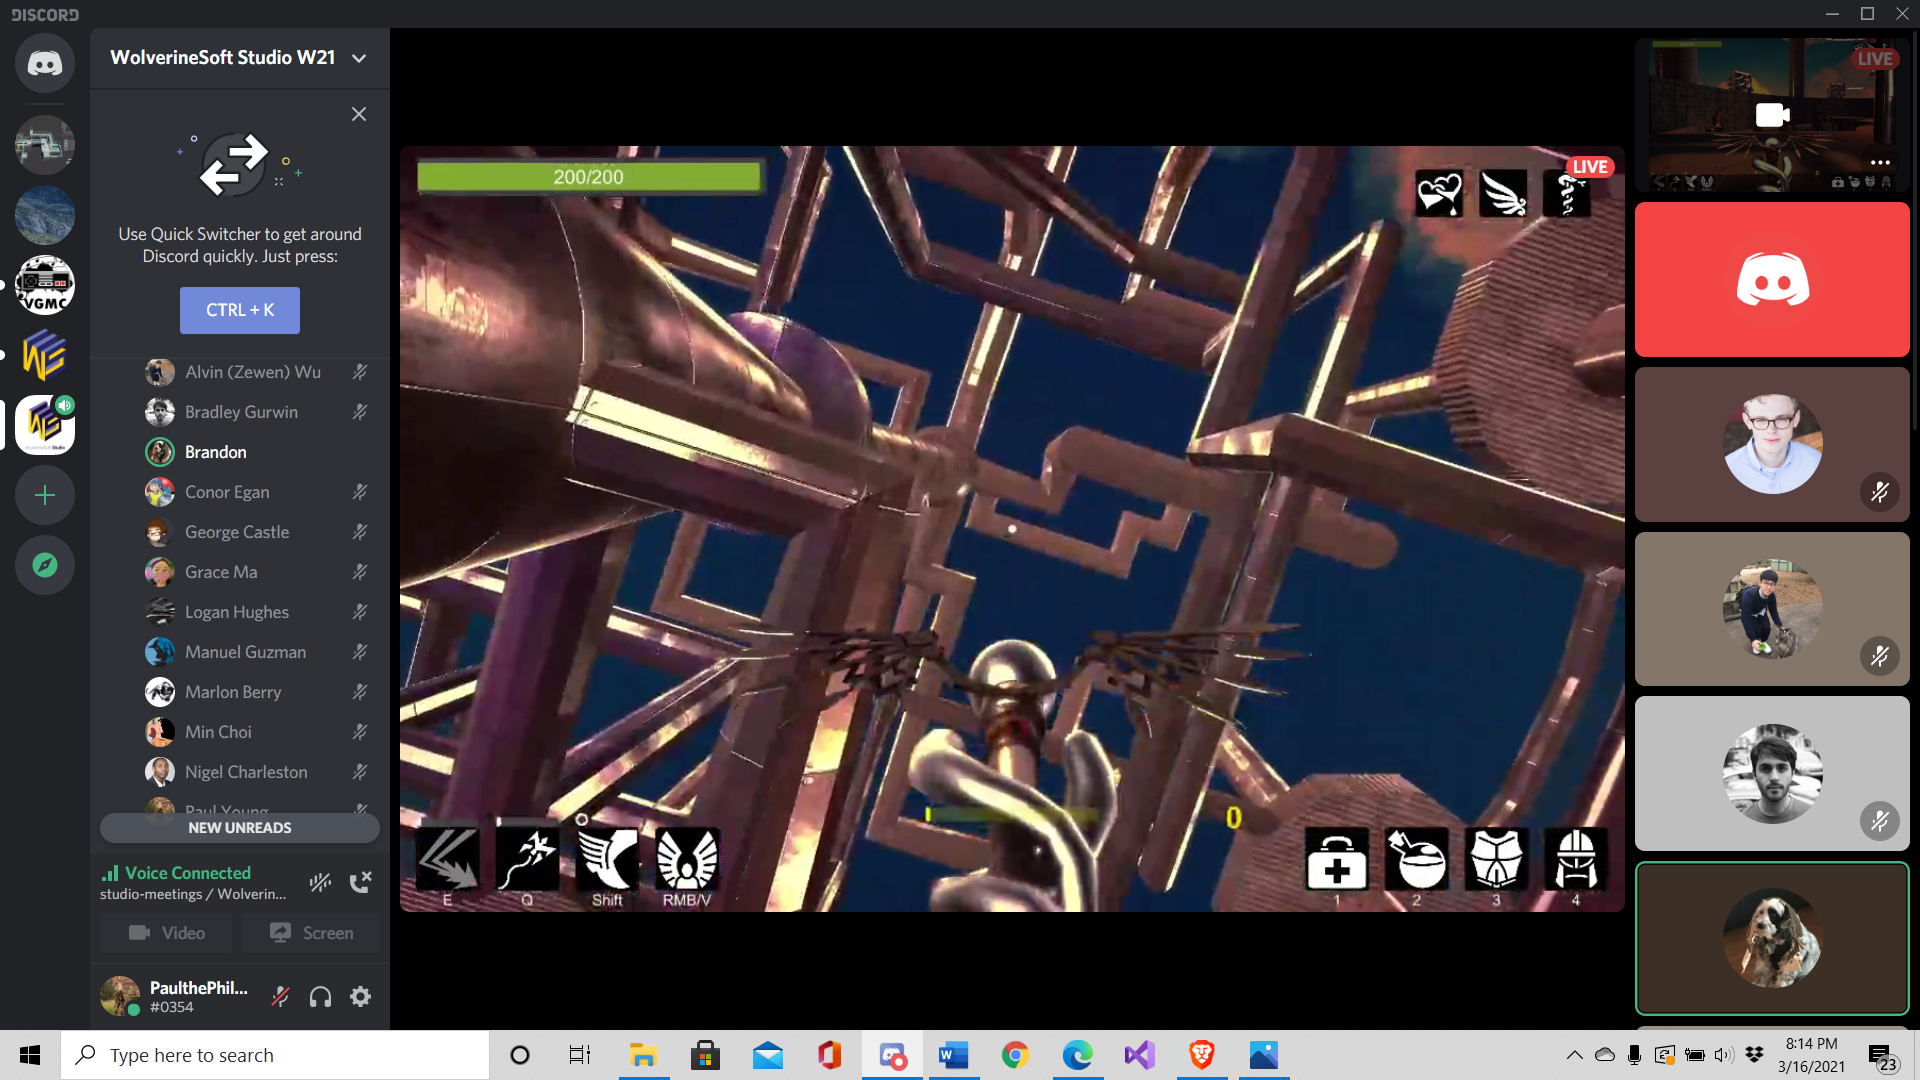 DISCORD
WolverineSoft Studio W21
Use Quick Switcher to get around
Discord quickly. Just press:
CTRL + K
VGMC
Alvin (Zewen) Wu
Bradley Gurwin
Brandon
Conor Egan
George Castle
Grace Ma
Logan Hughes
Manuel Guzman
Marlon Berry
Min Choi
Nigel Charleston
Paul Young
NEW UNREADS
Voice Connected
studio-meetings / Wolverin...
Video
Screen
PaulthePhil...
#0354
200/200
LIVE
LIVE
0
E
Q
Shift
RMB/V
1
2
3
4
Type here to search
8:14 PM
3/16/2021
23